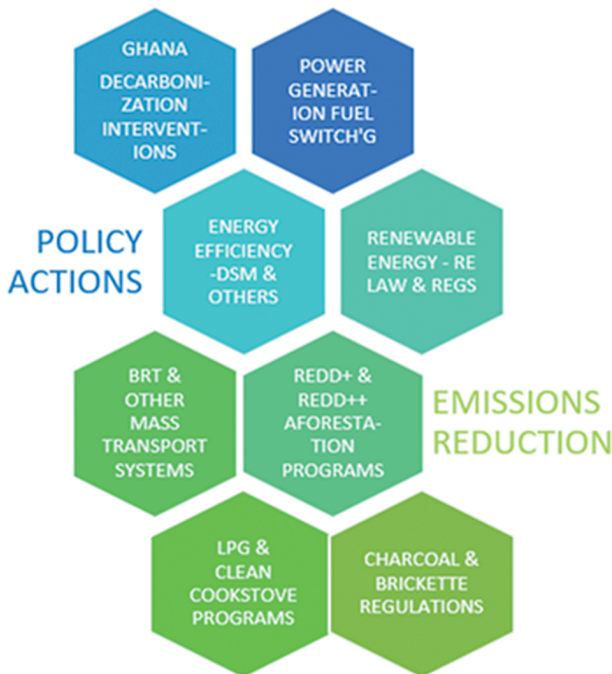 GHANA
DECARBONI-
ZATION
INTERVENT-
IONS
POWER
GENERAT-
ION FUEL
SWITCH'G
POLICY
ACTIONS
ENERGY
EFFICIENCY
-DSM &
OTHERS
RENEWABLE
ENERGY - RE
LAW & REGS
BRT &
OTHER
MASS
TRANSPORT
SYSTEMS
REDD+ &
REDD++
AFORESTA-
TION
PROGRAMS
EMISSIONS
REDUCTION
LPG &
CLEAN
COOKSTOVE
PROGRAMS
CHARCOAL &
BRICKETTE
REGULATIONS